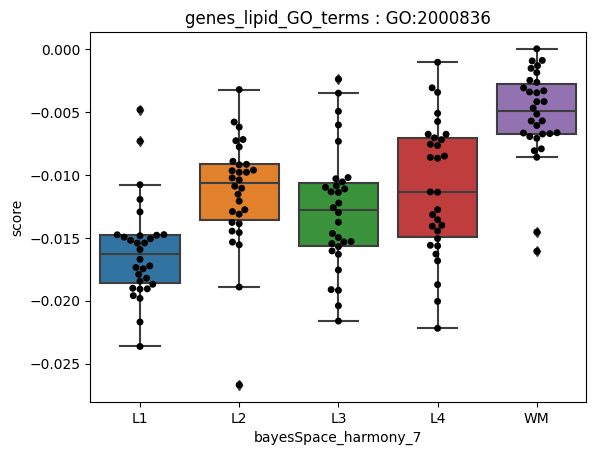 genes_lipid_GO_terms : GO:2000836
0.000
−0.005
−0.010
−0.015
−0.020
−0.025
score
L1 L2 L3 L4 WM
bayesSpace_harmony_7